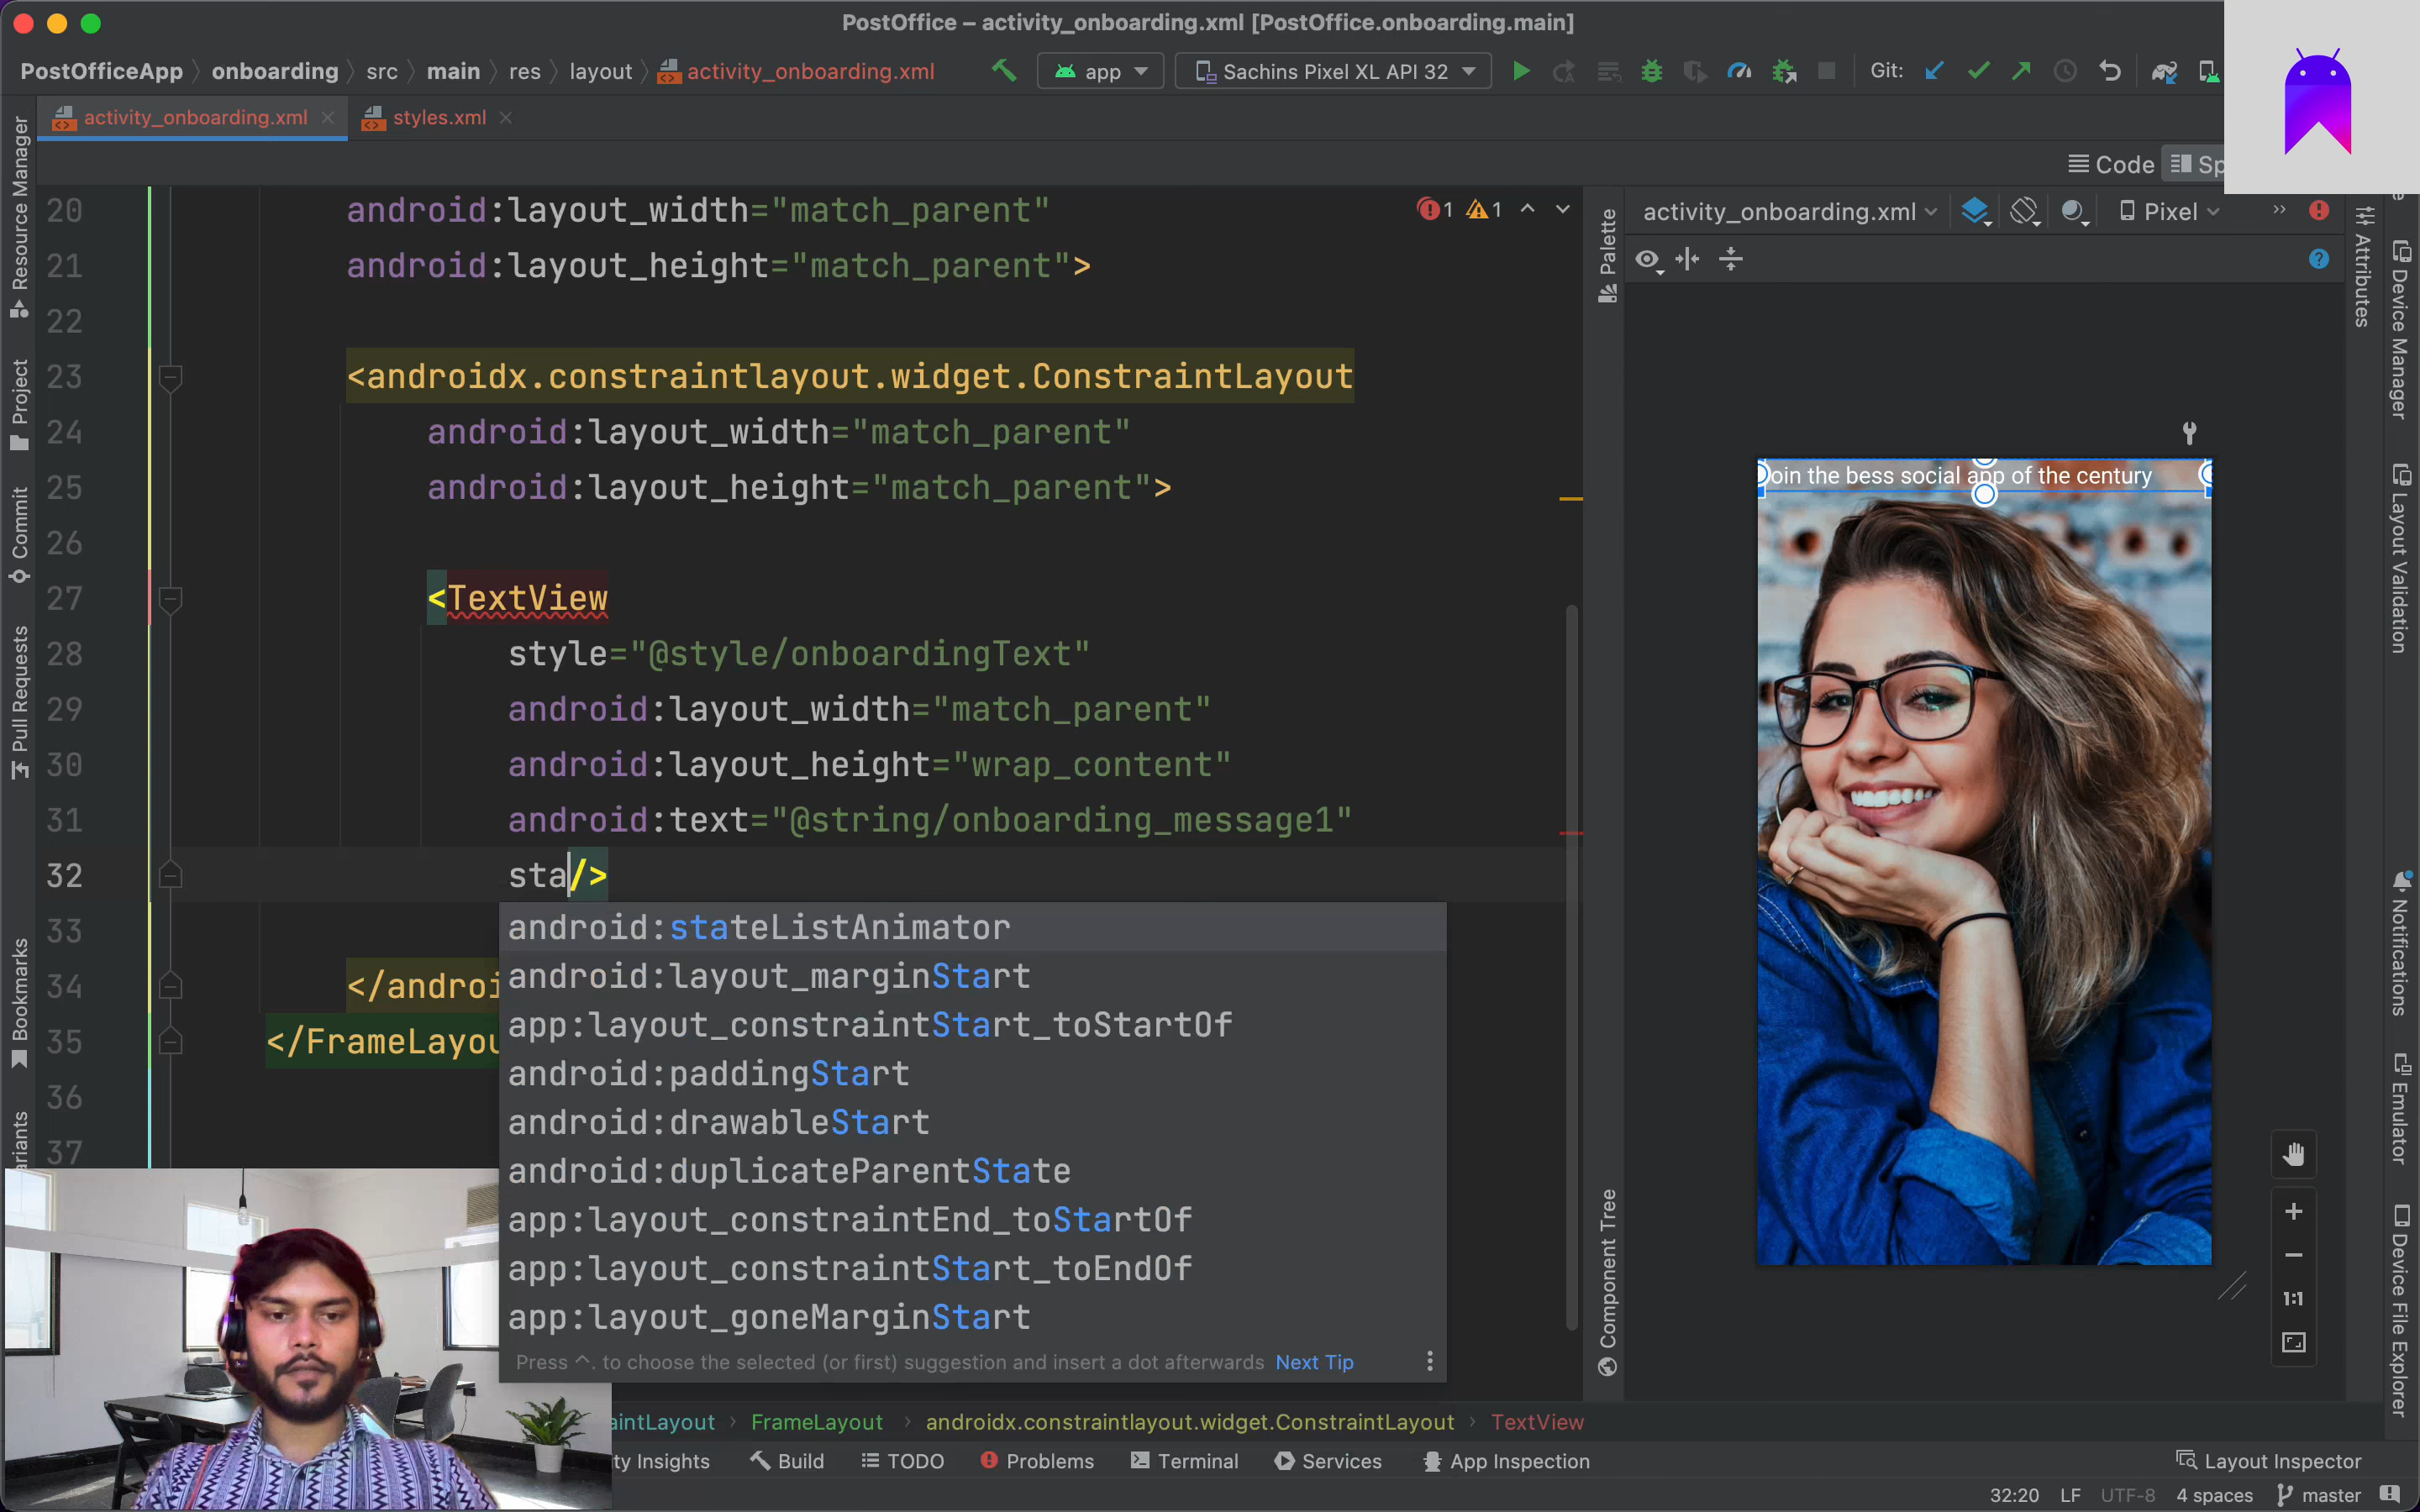 PostOffice – activity_onboarding.xml [PostOffice.onboarding.main]
PostOfficeApp onboarding src main res layout activity_onboarding.xml
app
Sachins Pixel XL API 32
Git:
activity_onboarding.xml
styles.xml
Code
Sp
Resource Manager
Project
Commit
Pull Requests
Bookmarks
ariants
20 android:layout_width="match_parent"
21 android:layout_height="match_parent">
22
23 <androidx.constraintlayout.widget.ConstraintLayout
24 android:layout_width="match_parent"
25 android:layout_height="match_parent">
26
27 <TextView
28 style="@style/onboardingText"
29 android:layout_width="match_parent"
30 android:layout_height="wrap_content"
31 android:text="@string/onboarding_message1"
32 sta/>
33
34 </androi
35 </FrameLayou
36
37
1
1
android:stateListAnimator
android:layout_marginStart
app:layout_constraintStart_toStartOf
android:paddingStart
android:drawableStart
android:duplicateParentState
app:layout_constraintEnd_toStartOf
app:layout_constraintStart_toEndOf
app:layout_goneMarginStart
Press ^. to choose the selected (or first) suggestion and insert a dot afterwards Next Tip
Palette
Component Tree
activity_onboarding.xml
Pixel
oin the bess social app of the century
1:1
Attributes
Device Manager
Layout Validation
Notifications
Emulator
Device File Explorer
aintLayout FrameLayout androidx.constraintlayout.widget.ConstraintLayout TextView
ty Insights Build TODO Problems Terminal Services App Inspection
Layout Inspector
32:20 LF UTF-8 4 spaces master